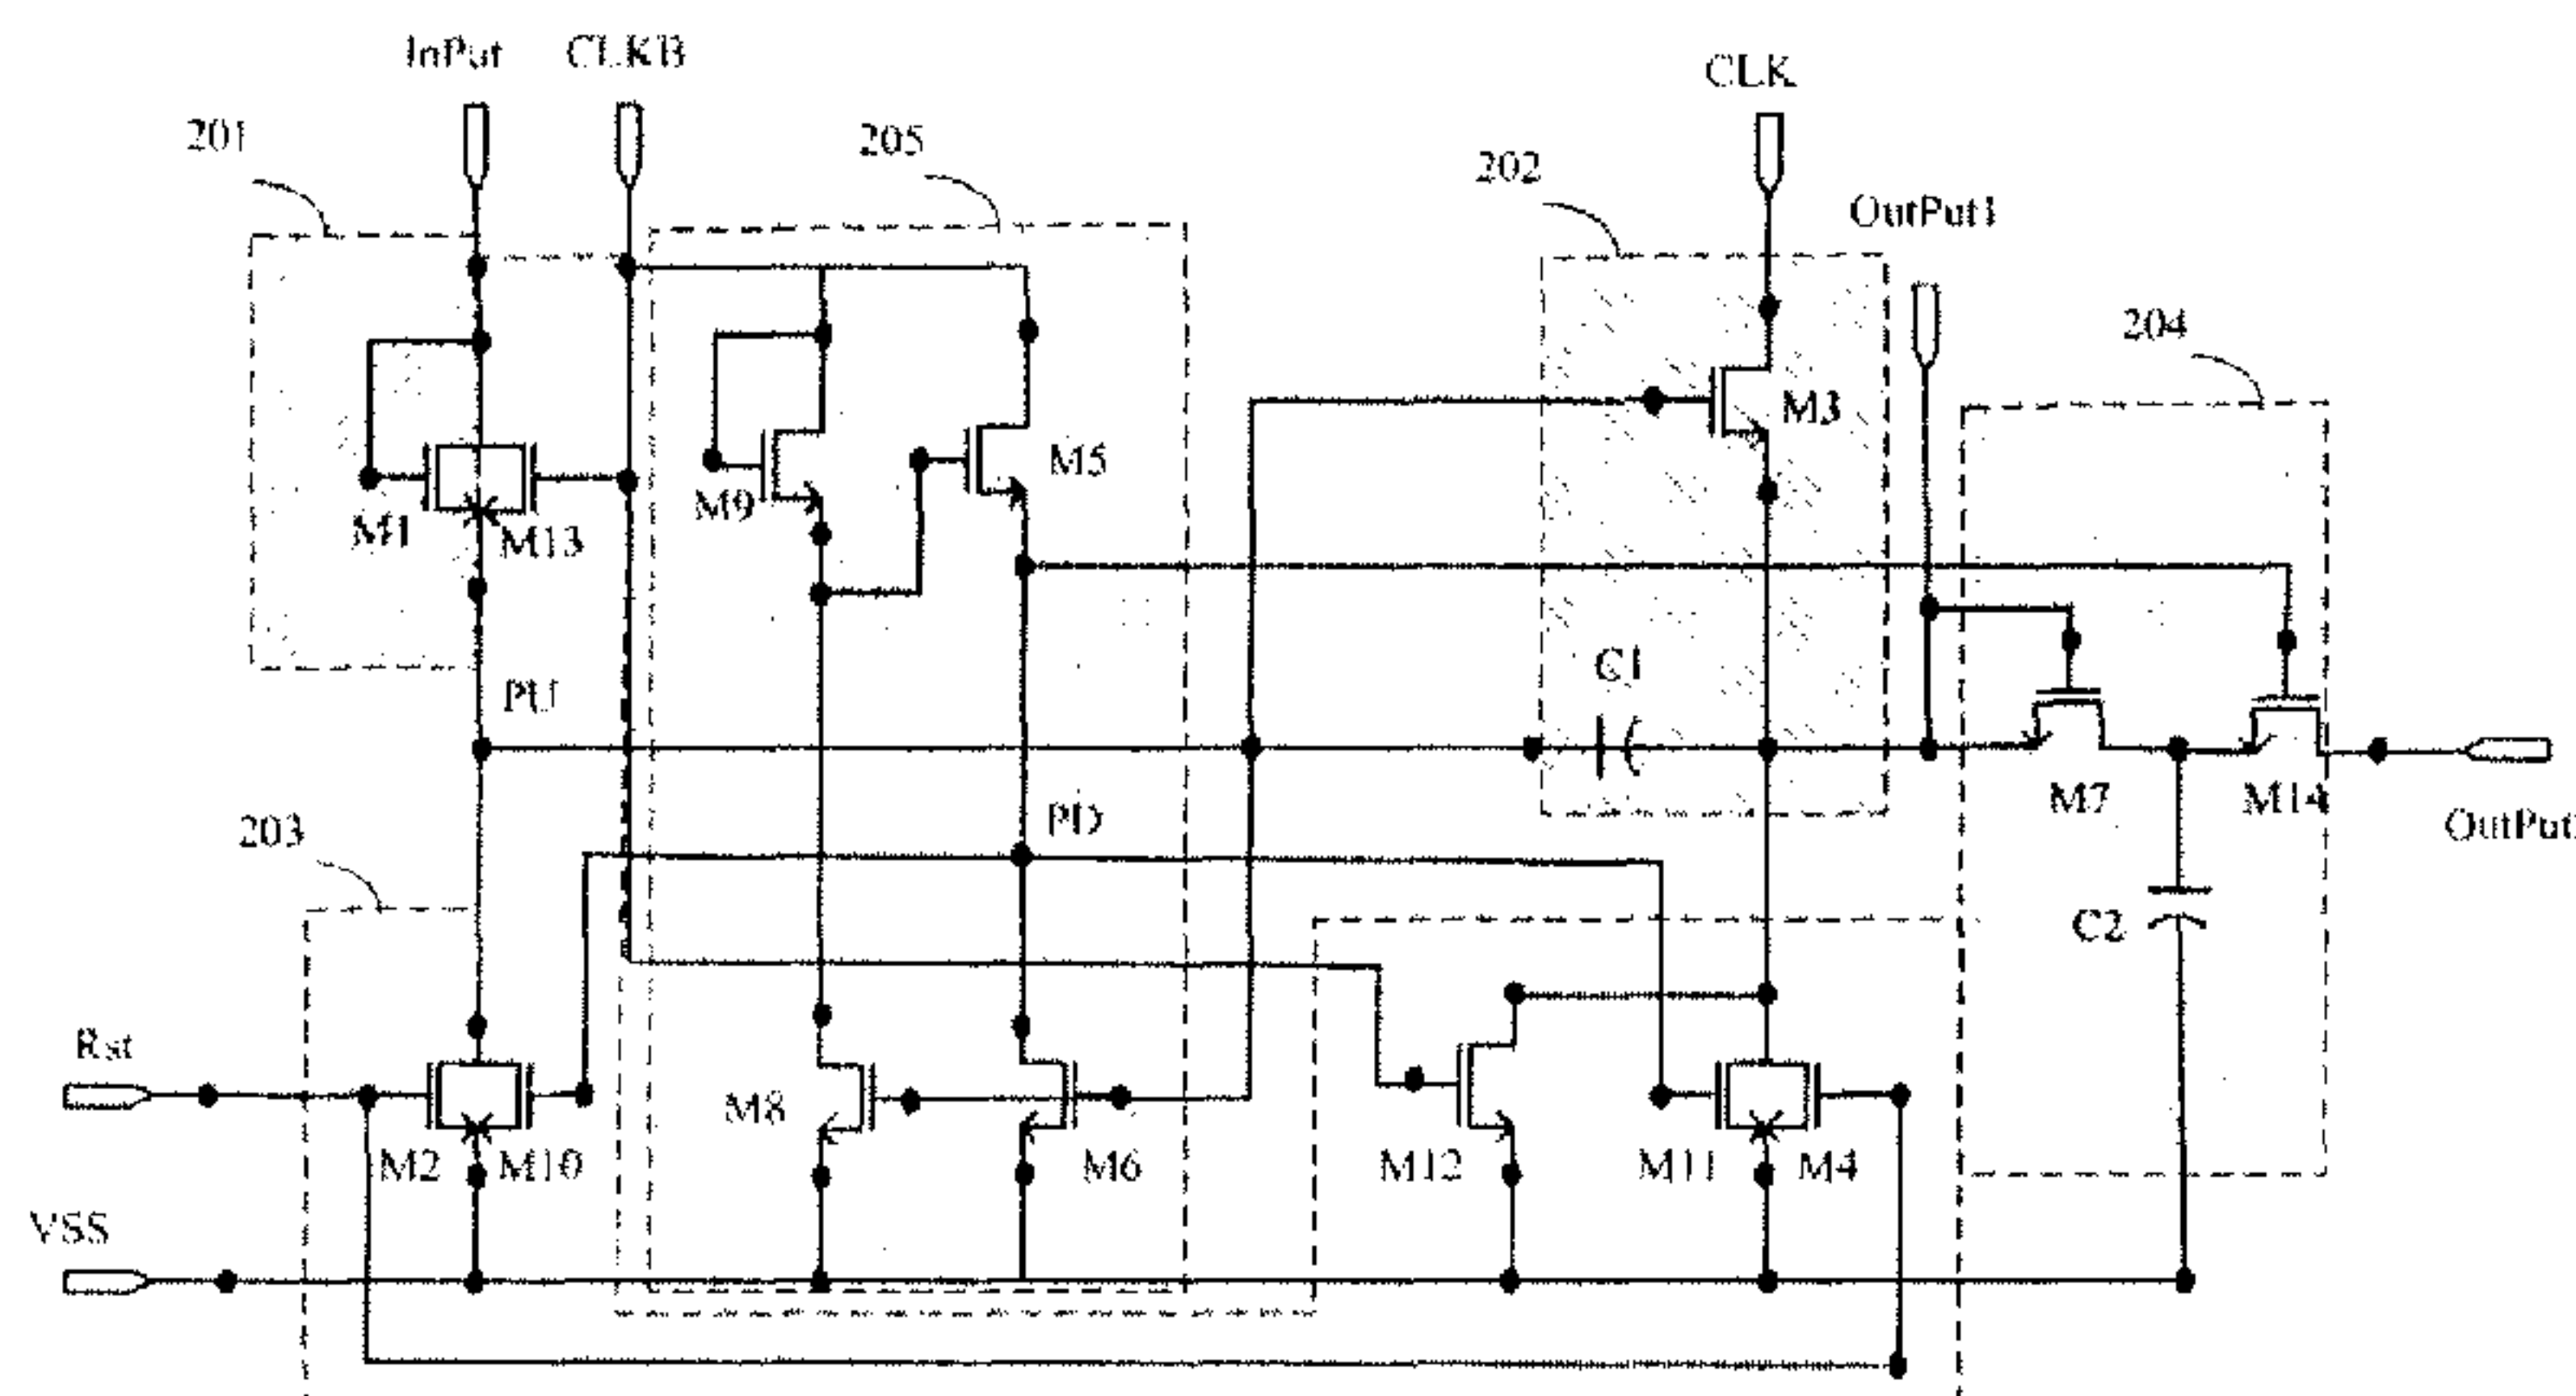 InPut
CLKB
CLK
201
205
202
OutPut1
204
M3
M5
M9
M1
M13
C1
PU
M7
M14
PD
OutPut
203
C2
Rst
M8
M2
M10
M6
M12
M11
M4
VSS